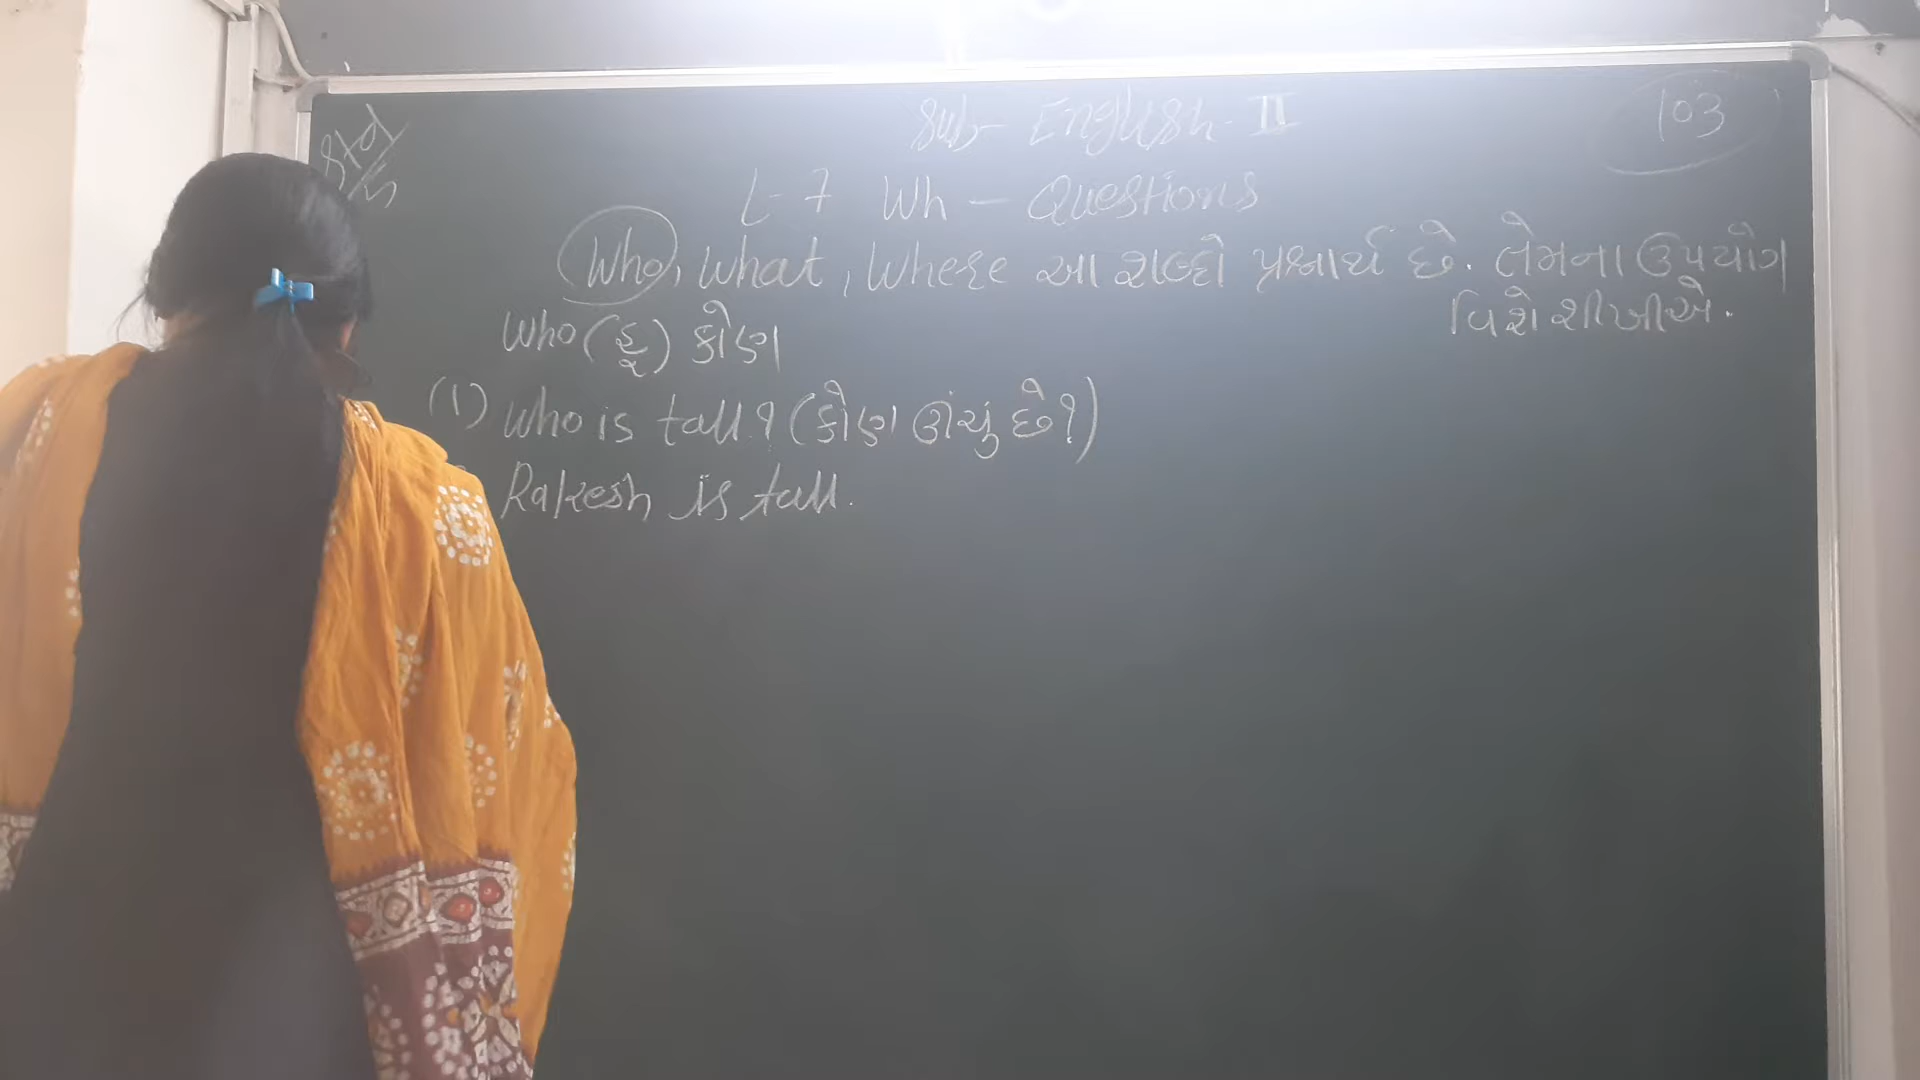 Std
Sub- English-II
103
L-7 Wh - Questions
Who, What, Where આ શબ્દો પ્રશ્નાર્થ છે. તેમના ઉપયોગ
વિશે શીખીએ.
Who (હૂ) કોણ
(1) Who is tall? (કોણ ઊંચું છે?)
Rakesh is tall.